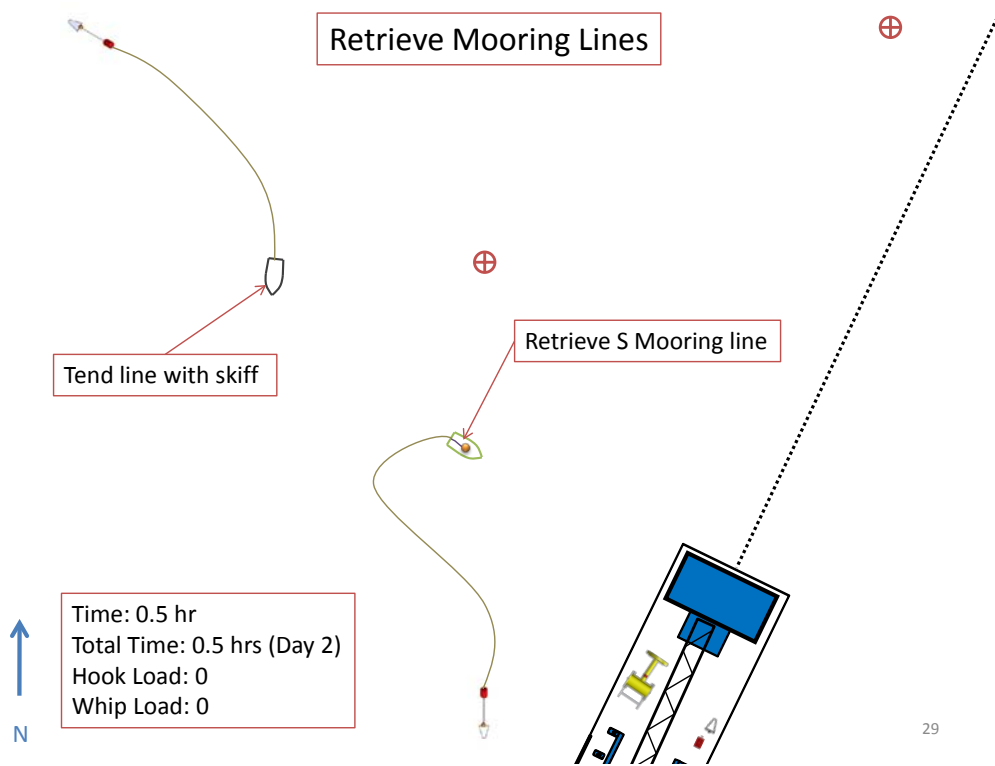 Retrieve Mooring Lines
Retrieve S Mooring line
Tend line with skiff
Time: 0.5 hr
Total Time: 0.5 hrs (Day 2)
Hook Load: 0
Whip Load: 0
N
29